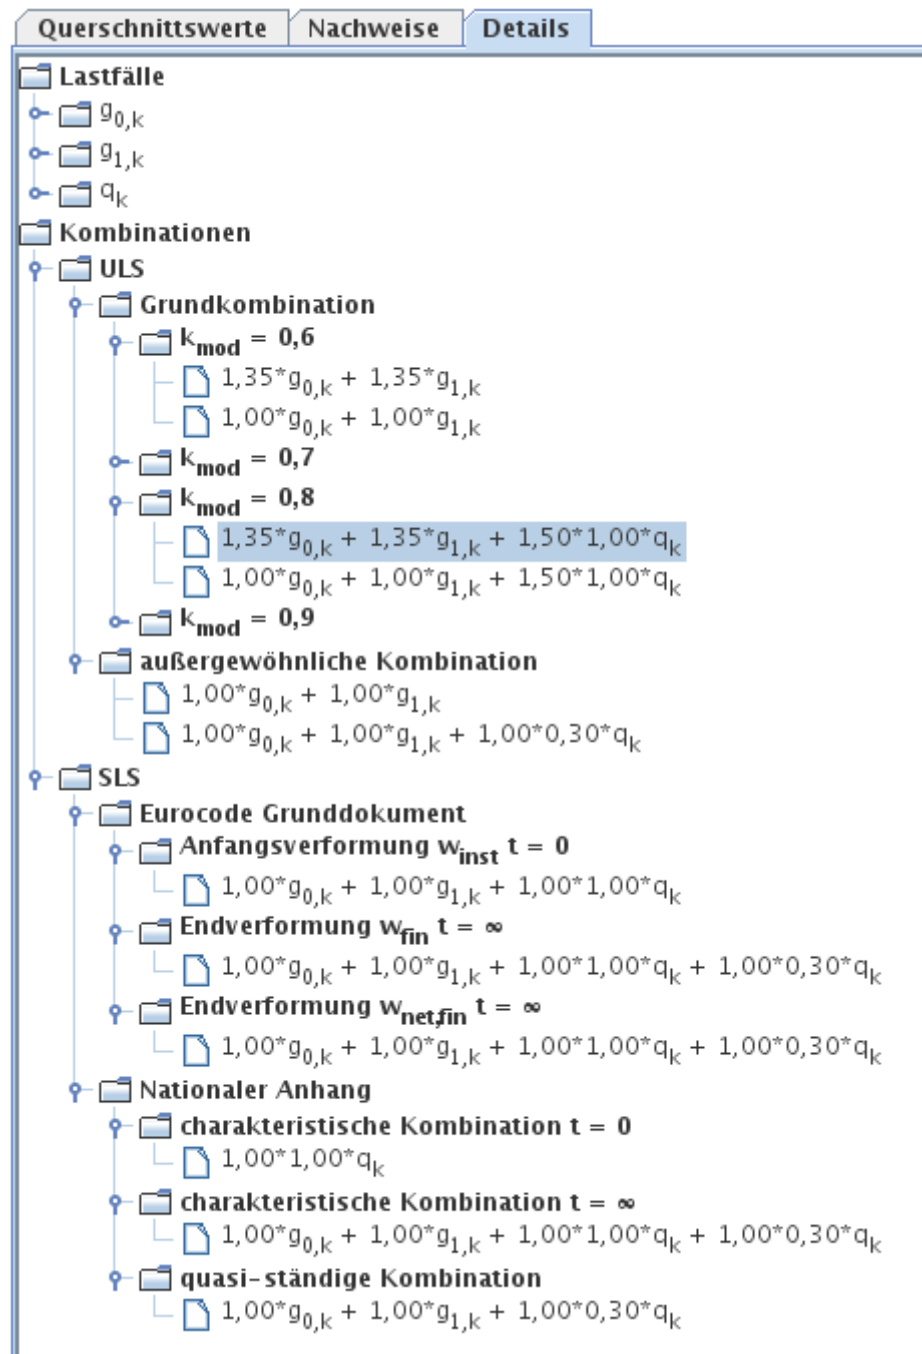 Querschnittswerte Nachweise Details
Lastfälle
g0,k
g1,k
qk
Kombinationen
ULS
Grundkombination
kmod = 0,6
1,35*g0,k + 1,35*g1,k
1,00*g0,k + 1,00*g1,k
kmod = 0,7
kmod = 0,8
1,35*g0,k + 1,35*g1,k + 1,50*1,00*qk
1,00*g0,k + 1,00*g1,k + 1,50*1,00*qk
kmod = 0,9
außergewöhnliche Kombination
1,00*g0,k + 1,00*g1,k
1,00*g0,k + 1,00*g1,k + 1,00*0,30*qk
SLS
Eurocode Grunddokument
Anfangsverformung winst t = 0
1,00*g0,k + 1,00*g1,k + 1,00*1,00*qk
Endverformung wfin t = ∞
1,00*g0,k + 1,00*g1,k + 1,00*1,00*qk + 1,00*0,30*qk
Endverformung wnet,fin t = ∞
1,00*g0,k + 1,00*g1,k + 1,00*1,00*qk + 1,00*0,30*qk
Nationaler Anhang
charakteristische Kombination t = 0
1,00*1,00*qk
charakteristische Kombination t = ∞
1,00*g0,k + 1,00*g1,k + 1,00*1,00*qk + 1,00*0,30*qk
quasi-ständige Kombination
1,00*g0,k + 1,00*g1,k + 1,00*0,30*qk